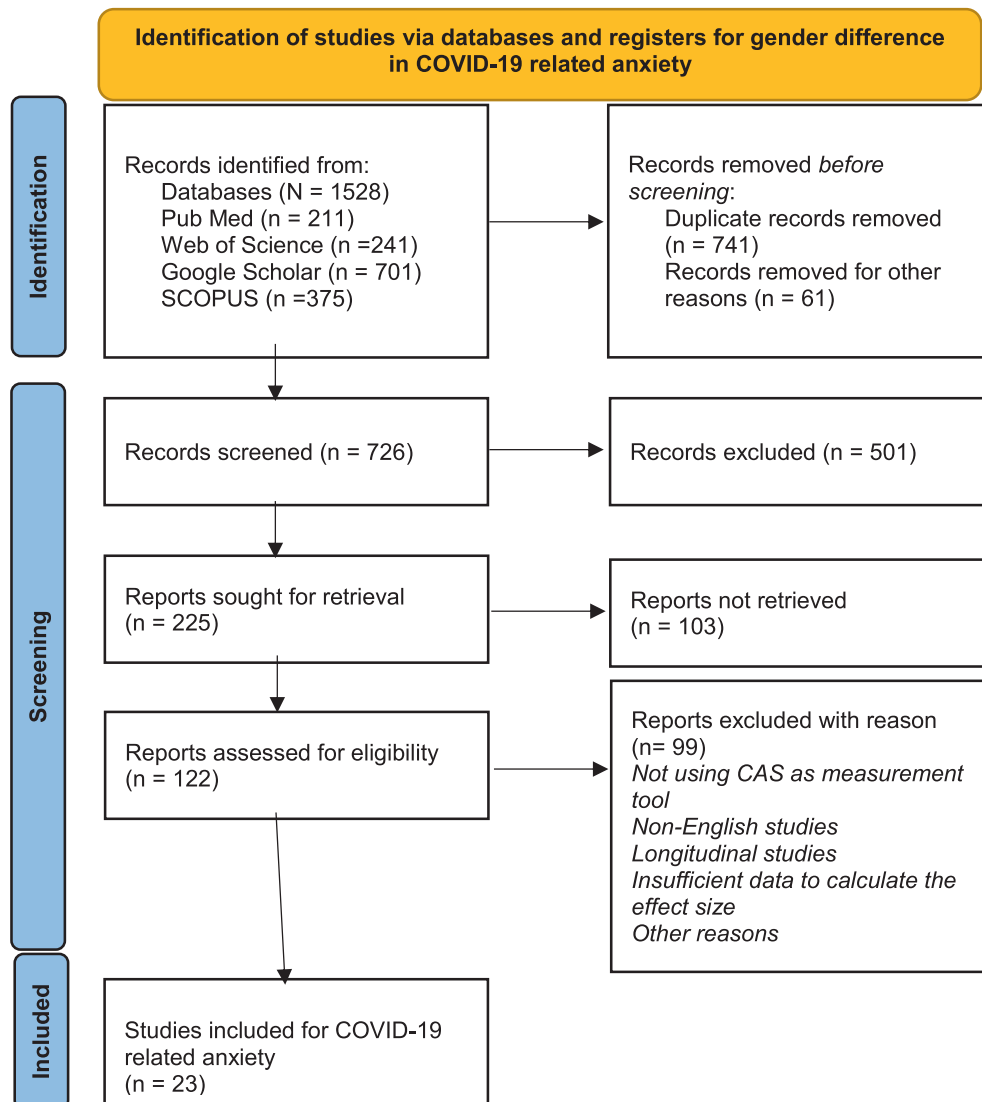 Identification of studies via databases and registers for gender difference
in COVID-19 related anxiety
Identification
Records identified from:
Databases (N = 1528)
Pub Med (n = 211)
Web of Science (n =241)
Google Scholar (n = 701)
SCOPUS (n =375)
Records removed before
screening:
Duplicate records removed
(n = 741)
Records removed for other
reasons (n = 61)
Screening
Records screened (n = 726)
Records excluded (n = 501)
Reports sought for retrieval
(n = 225)
Reports not retrieved
(n = 103)
Reports assessed for eligibility
(n = 122)
Reports excluded with reason
(n= 99)
Not using CAS as measurement
tool
Non-English studies
Longitudinal studies
Insufficient data to calculate the
effect size
Other reasons
Included
Studies included for COVID-19
related anxiety
(n = 23)